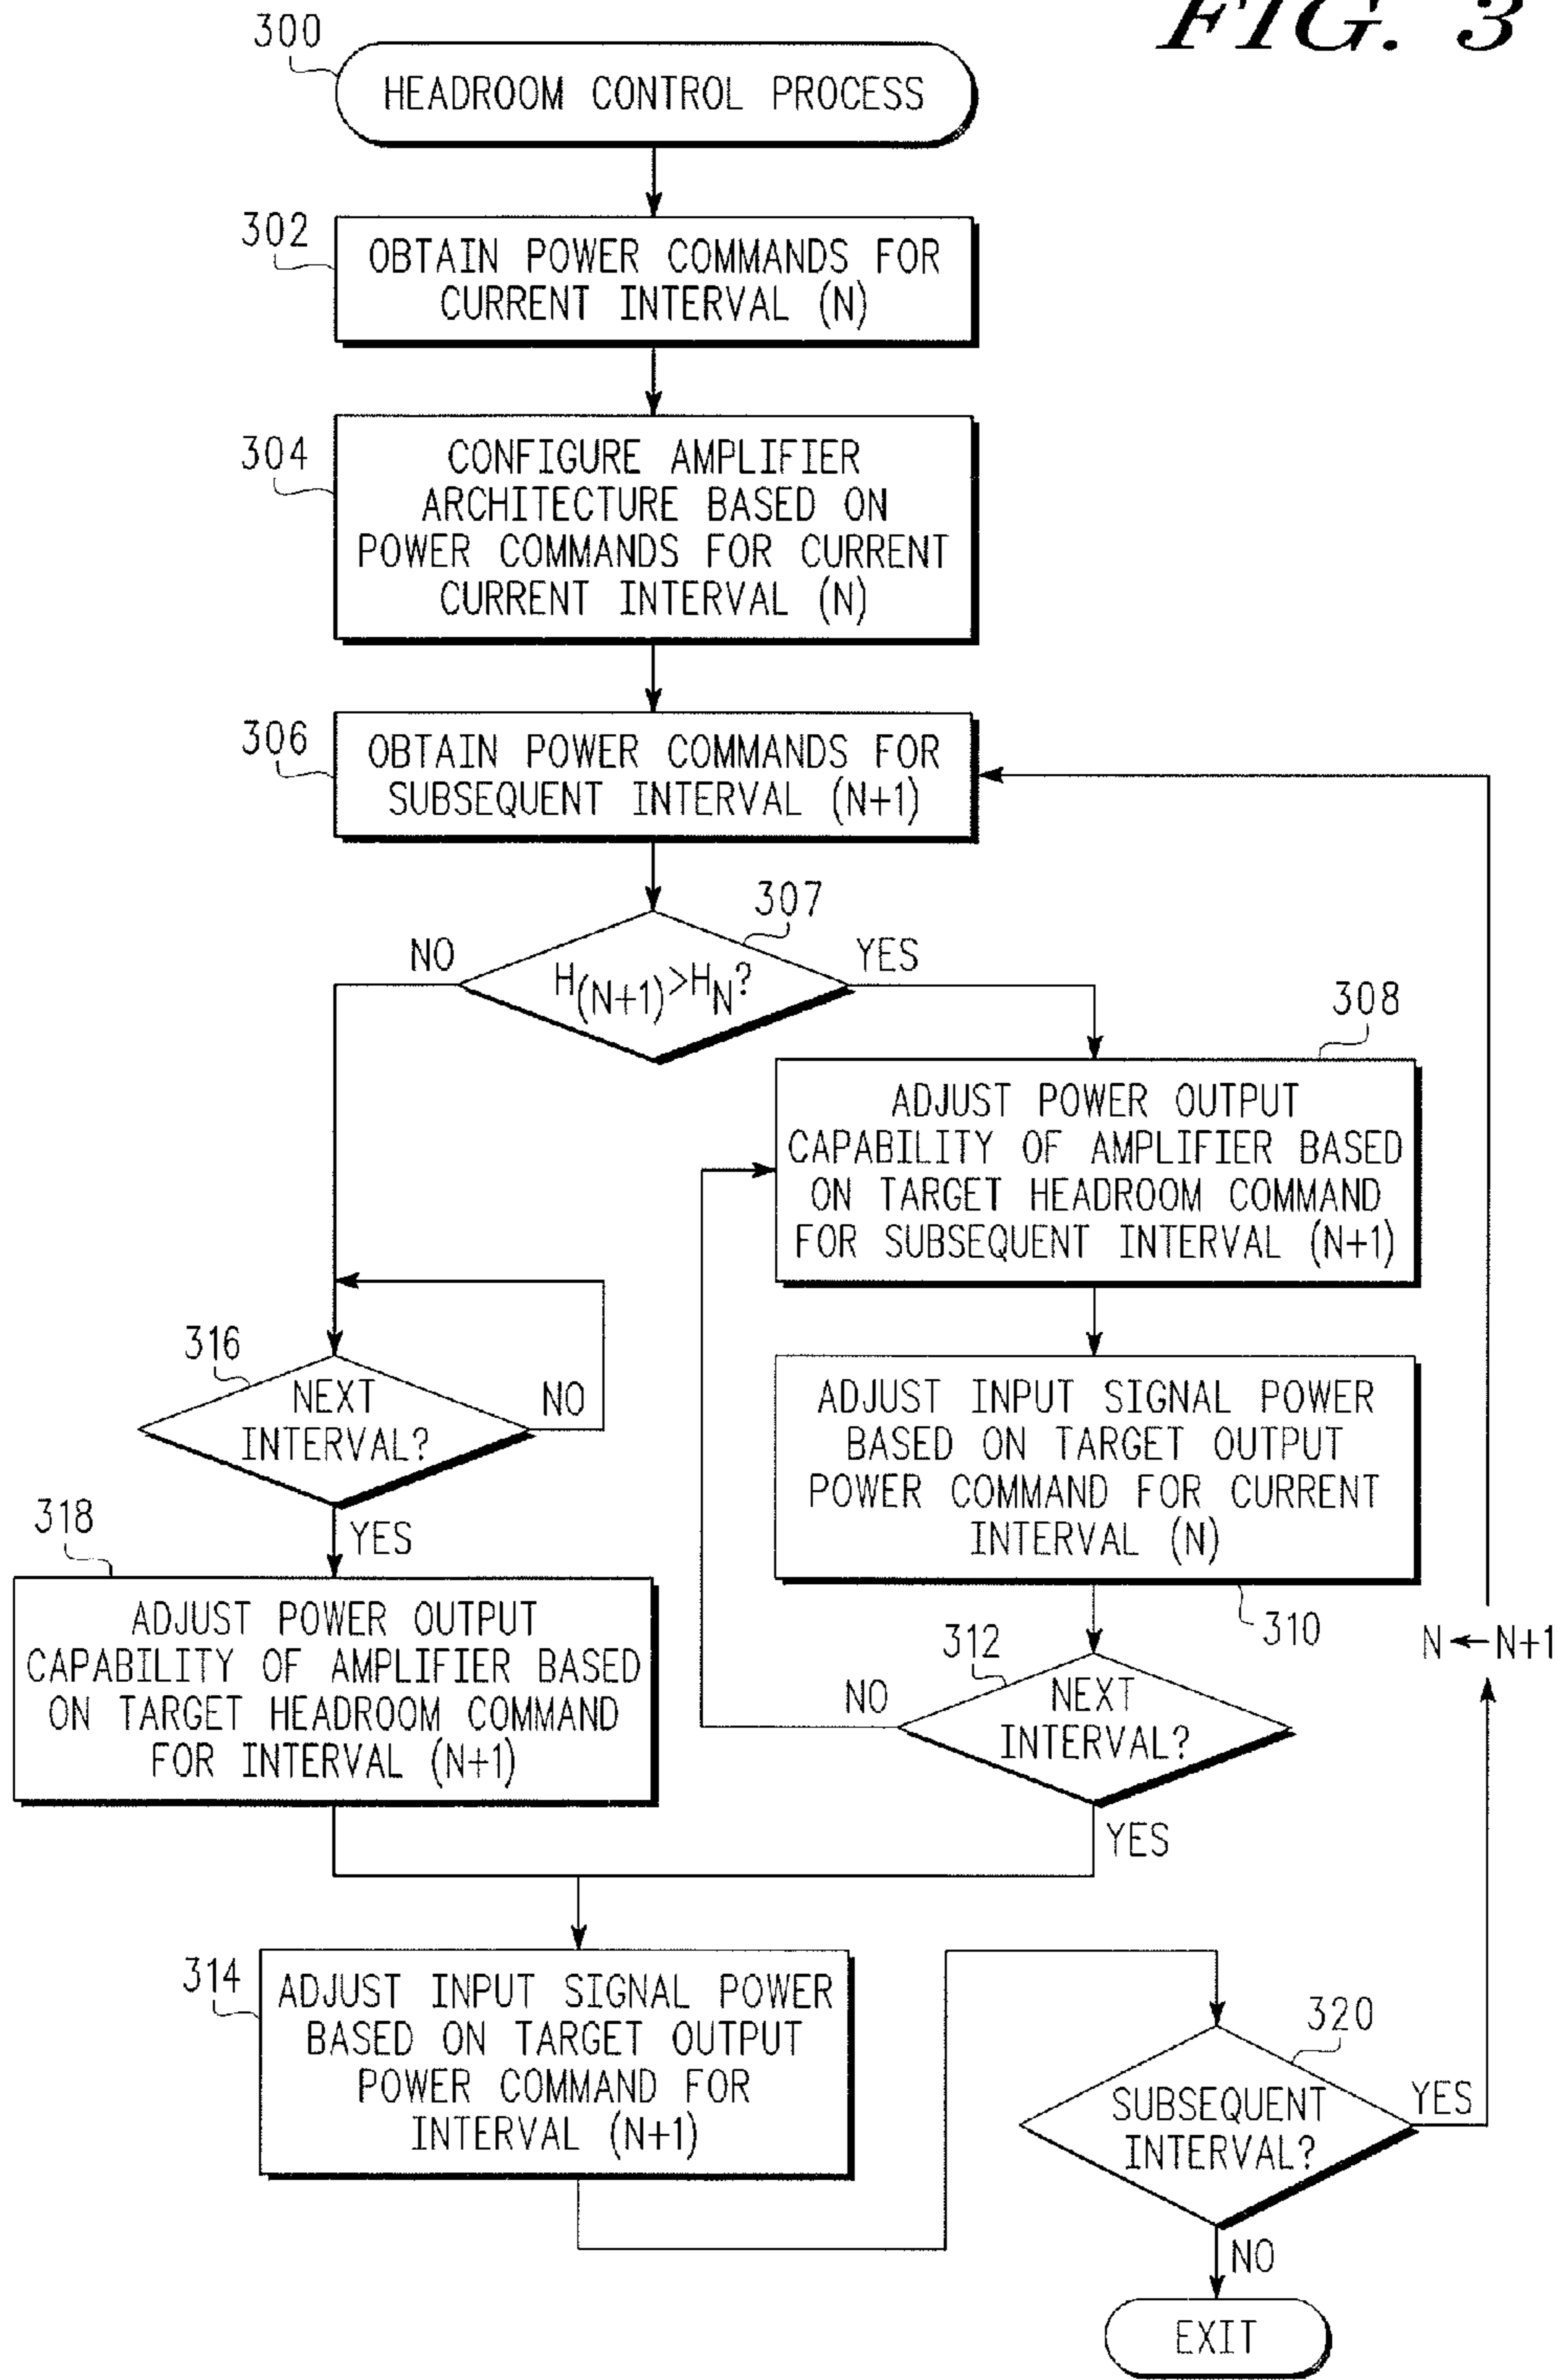 FIG. 3
300
HEADROOM CONTROL PROCESS
302
OBTAIN POWER COMMANDS FOR
CURRENT INTERVAL (N)
304
CONFIGURE AMPLIFIER
ARCHITECTURE BASED ON
POWER COMMANDS FOR CURRENT
CURRENT INTERVAL (N)
306
OBTAIN POWER COMMANDS FOR
SUBSEQUENT INTERVAL (N+1)
307
NO
H(N+1)>HN?
YES
308
ADJUST POWER OUTPUT
CAPABILITY OF AMPLIFIER BASED
ON TARGET HEADROOM COMMAND
FOR SUBSEQUENT INTERVAL (N+1)
316
NEXT
INTERVAL?
NO
YES
ADJUST INPUT SIGNAL POWER
BASED ON TARGET OUTPUT
POWER COMMAND FOR CURRENT
INTERVAL (N)
310
318
ADJUST POWER OUTPUT
CAPABILITY OF AMPLIFIER BASED
ON TARGET HEADROOM COMMAND
FOR INTERVAL (N+1)
312
NO
NEXT
INTERVAL?
YES
N←N+1
314
ADJUST INPUT SIGNAL POWER
BASED ON TARGET OUTPUT
POWER COMMAND FOR
INTERVAL (N+1)
320
SUBSEQUENT
INTERVAL?
YES
NO
EXIT